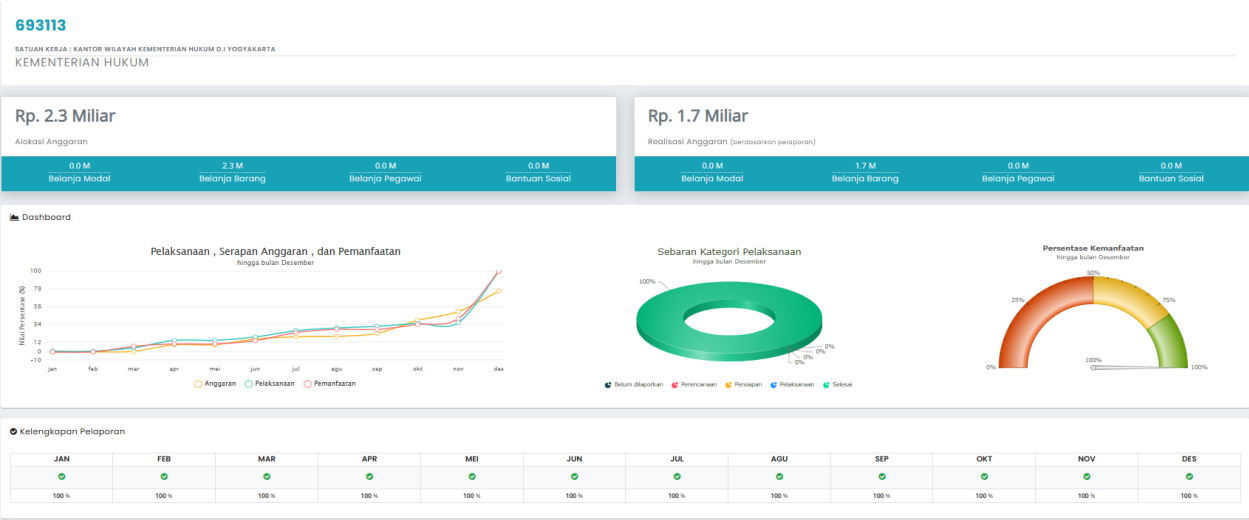 693113
SATUAN KERJA : KANTOR WILAYAH KEMENTERIAN HUKUM D.I YOGYAKARTA
KEMENTERIAN HUKUM
Rp. 2.3 Miliar
Alokasi Anggaran
0.0 M 2.3 M 0.0 M 0.0 M
Belanja Modal Belanja Barang Belanja Pegawai Bantuan Sosial
Rp. 1.7 Miliar
Realisasi Anggaran (berdasarkan pelaporan)
0.0 M 1.7 M 0.0 M 0.0 M
Belanja Modal Belanja Barang Belanja Pegawai Bantuan Sosial
Dashboard
Pelaksanaan , Serapan Anggaran , dan Pemanfaatan
hingga bulan Desember
Nilai Persentase (%)
100
78
56
34
12
0
-10
jan feb mar apr mei jun jul agu sep okt nov des
Anggaran Pelaksanaan Pemanfaatan
Sebaran Kategori Pelaksanaan
hingga bulan Desember
100%
0%
0%
0%
0%
Belum dilaporkan Perencanaan Persiapan Pelaksanaan Selesai
Persentase Kemanfaatan
hingga bulan Desember
50%
25% 75%
100%
0% 100%
Kelengkapan Pelaporan
JAN FEB MAR APR MEI JUN JUL AGU SEP OKT NOV DES
100 % 100 % 100 % 100 % 100 % 100 % 100 % 100 % 100 % 100 % 100 % 100 %